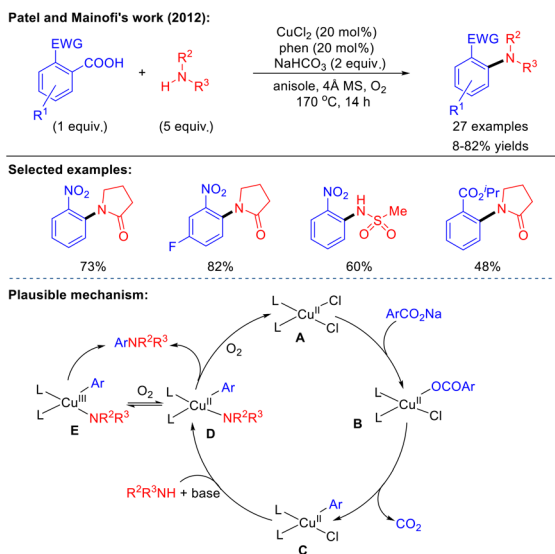 Patel and Mainofi's work (2012):
EWG
COOH
R¹
(1 equiv.)
+
H
N
R²
R³
(5 equiv.)
CuCl₂ (20 mol%)
phen (20 mol%)
NaHCO₃ (2 equiv.)
anisole, 4Å MS, O₂
170 °C, 14 h
EWG
N
R²
R³
R¹
27 examples
8-82% yields
Selected examples:
NO₂
N
O
73%
NO₂
N
O
F
82%
NO₂
H
N
S
Me
O
O
60%
CO₂ⁱPr
N
O
48%
Plausible mechanism:
L
L
Cuᴵᴵ
Cl
Cl
A
ArCO₂Na
L
L
Cuᴵᴵ
OCOAr
Cl
B
CO₂
L
L
Cuᴵᴵ
Ar
Cl
C
R²R³NH + base
L
L
Cuᴵᴵ
Ar
NR²R³
D
O₂
O₂
L
L
Cuᴵᴵᴵ
Ar
NR²R³
E
ArNR²R³